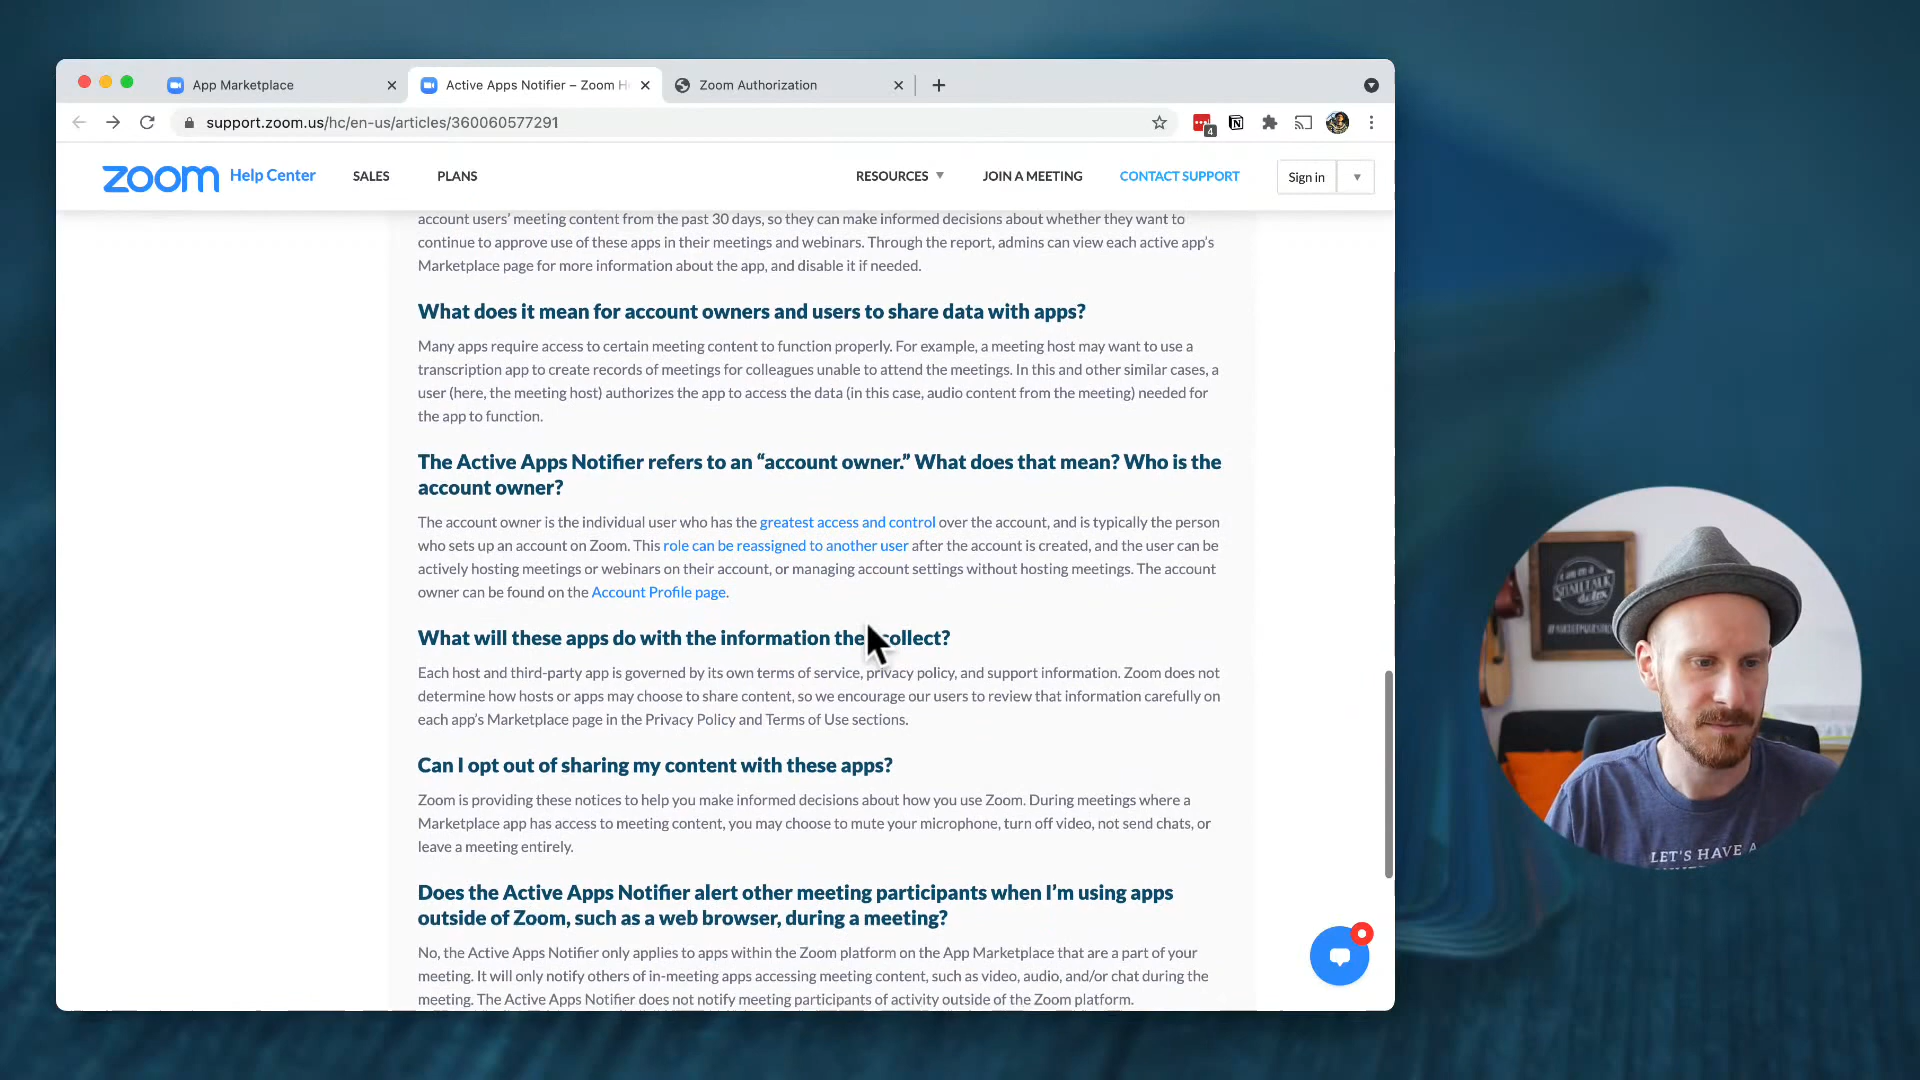 App Marketplace
Active Apps Notifier – Zoom H
Zoom Authorization
support.zoom.us/hc/en-us/articles/360060577291
4
zoom Help Center
SALES
PLANS
RESOURCES
JOIN A MEETING
CONTACT SUPPORT
Sign in
account users' meeting content from the past 30 days, so they can make informed decisions about whether they want to
continue to approve use of these apps in their meetings and webinars. Through the report, admins can view each active app's
Marketplace page for more information about the app, and disable it if needed.
What does it mean for account owners and users to share data with apps?
Many apps require access to certain meeting content to function properly. For example, a meeting host may want to use a
transcription app to create records of meetings for colleagues unable to attend the meetings. In this and other similar cases, a
user (here, the meeting host) authorizes the app to access the data (in this case, audio content from the meeting) needed for
the app to function.
The Active Apps Notifier refers to an “account owner.” What does that mean? Who is the
account owner?
The account owner is the individual user who has the greatest access and control over the account, and is typically the person
who sets up an account on Zoom. This role can be reassigned to another user after the account is created, and the user can be
actively hosting meetings or webinars on their account, or managing account settings without hosting meetings. The account
owner can be found on the Account Profile page.
What will these apps do with the information the collect?
Each host and third-party app is governed by its own terms of service, privacy policy, and support information. Zoom does not
determine how hosts or apps may choose to share content, so we encourage our users to review that information carefully on
each app's Marketplace page in the Privacy Policy and Terms of Use sections.
Can I opt out of sharing my content with these apps?
Zoom is providing these notices to help you make informed decisions about how you use Zoom. During meetings where a
Marketplace app has access to meeting content, you may choose to mute your microphone, turn off video, not send chats, or
leave a meeting entirely.
Does the Active Apps Notifier alert other meeting participants when I'm using apps
outside of Zoom, such as a web browser, during a meeting?
No, the Active Apps Notifier only applies to apps within the Zoom platform on the App Marketplace that are a part of your
meeting. It will only notify others of in-meeting apps accessing meeting content, such as video, audio, and/or chat during the
meeting. The Active Apps Notifier does not notify meeting participants of activity outside of the Zoom platform.
I am a
SMALLTALK
LET'S HAVE A